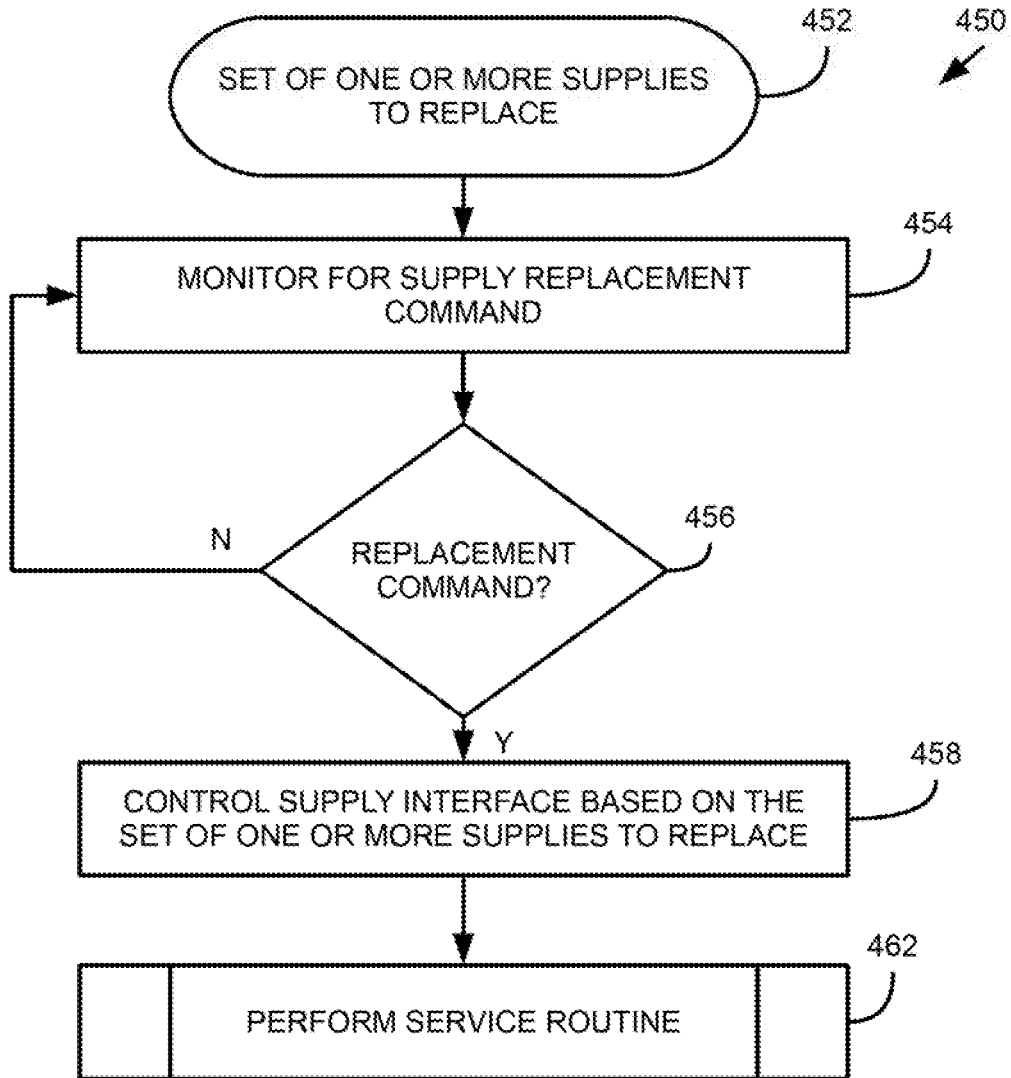 452
450
SET OF ONE OR MORE SUPPLIES
TO REPLACE
454
MONITOR FOR SUPPLY REPLACEMENT
COMMAND
456
N
REPLACEMENT
COMMAND?
Y
458
CONTROL SUPPLY INTERFACE BASED ON THE
SET OF ONE OR MORE SUPPLIES TO REPLACE
462
PERFORM SERVICE ROUTINE